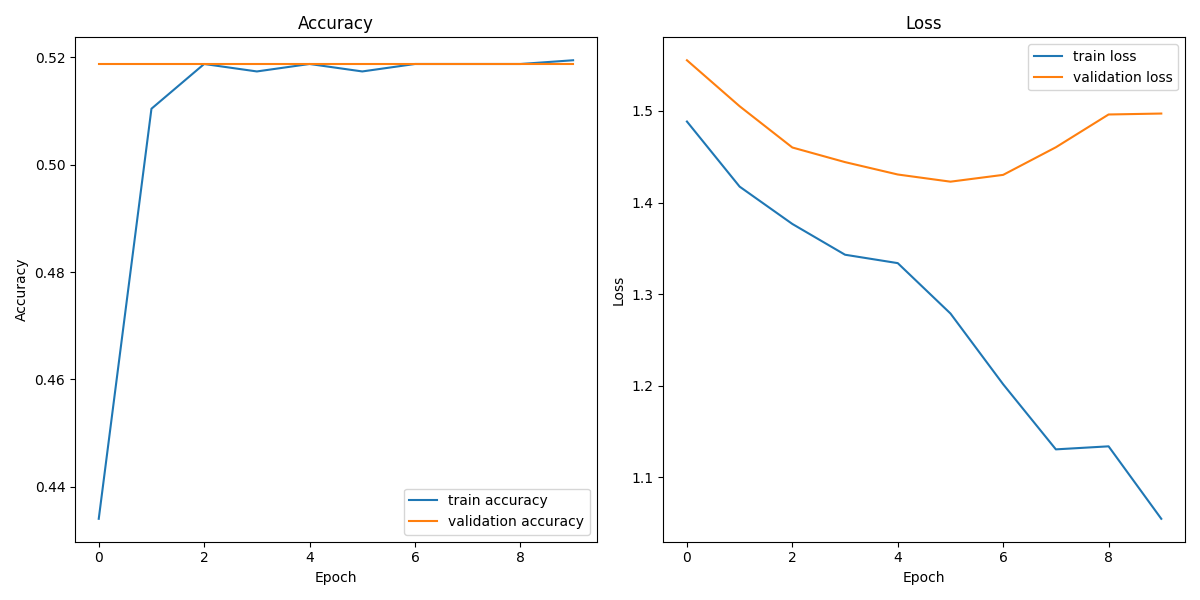 Accuracy
0.52
0.50
0.48
0.46
0.44
Accuracy
train accuracy
validation accuracy
0 2 4 6 8
Epoch
Loss
train loss
validation loss
1.5
1.4
1.3
1.2
1.1
Loss
0 2 4 6 8
Epoch